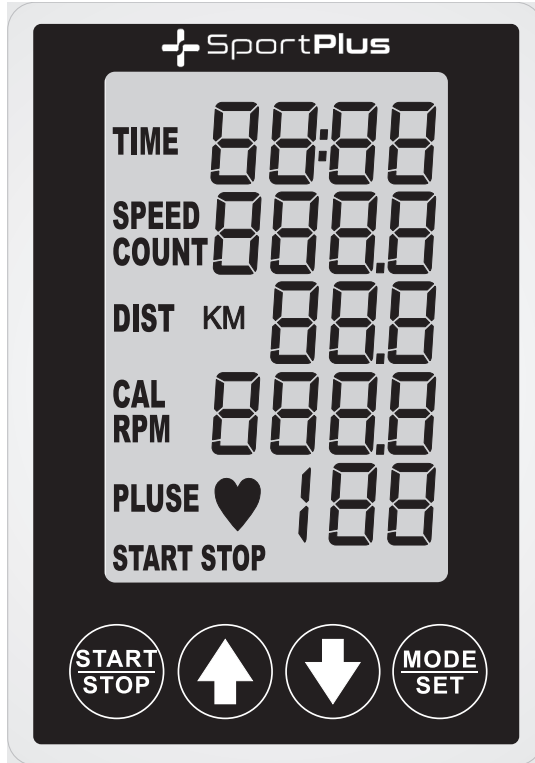 SportPlus
TIME 88:88
SPEED
COUNT 888.8
DIST KM 88.8
CAL
RPM 888.8
PLUSE 188
START STOP
START
STOP
MODE
SET